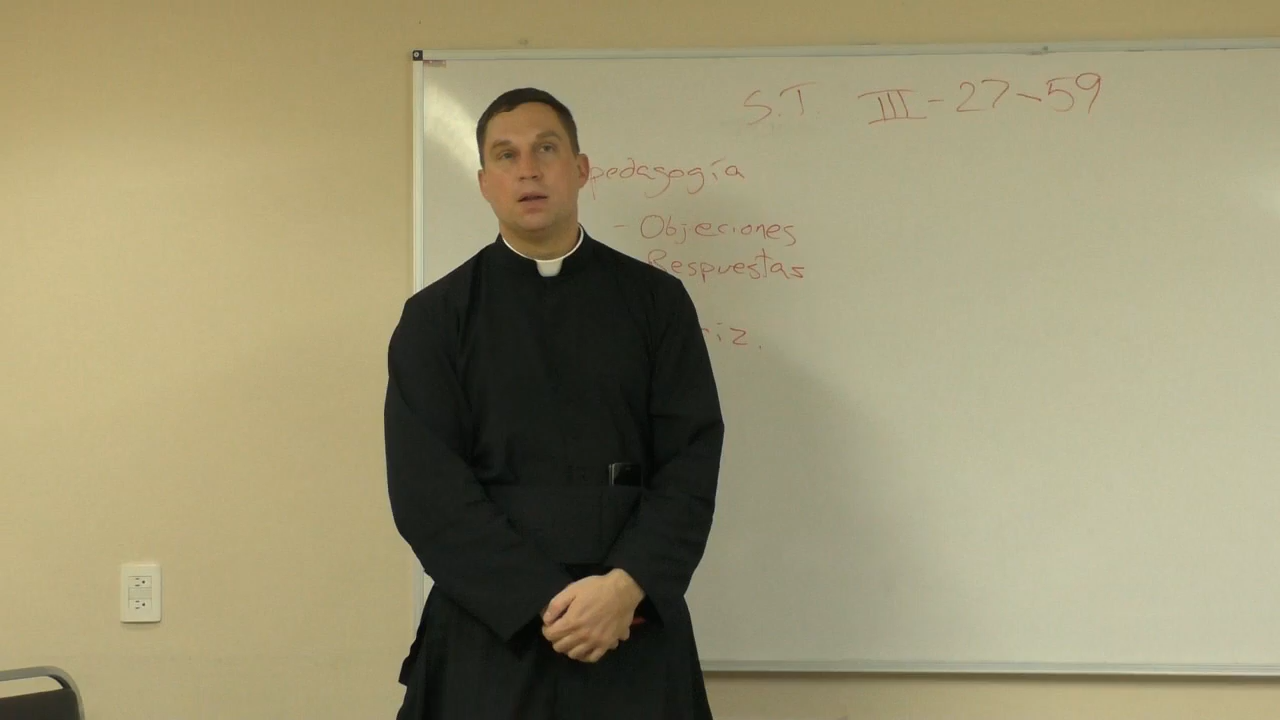 S.T. III-27-59
pedagogía
- Objeciones
Respuestas